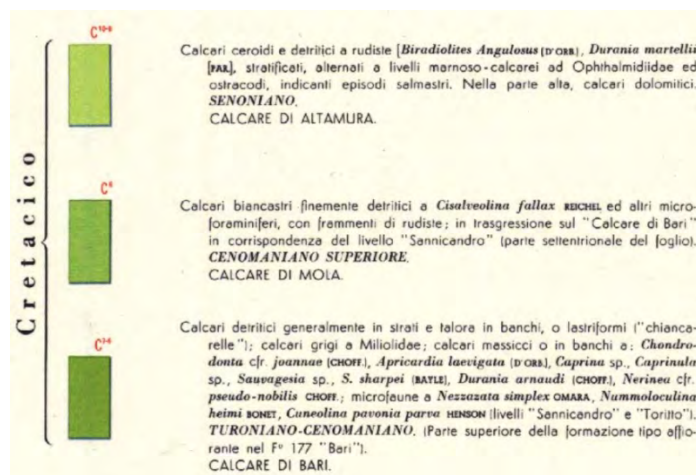 Cretacico
Calcari ceroidi e detritici a rudiste [Biradiolites Angulosus (D'ORB.), Durania martellii
[PAR.], stratificati, alternati a livelli marnoso-calcarei ad Ophthalmidiidae ed
ostracodi, indicanti episodi salmastri. Nella parte alta, calcari dolomitici.
SENONIANO.
CALCARE DI ALTAMURA.
C⁶
Calcari biancastri finemente detritici a Cisalveolina fallax REICHEL ed altri micro-
foraminiferi, con frammenti di rudiste; in trasgressione sul "Calcare di Bari"
in corrispondenza del livello "Sannicandro" (parte settentrionale del foglio).
CENOMANIANO SUPERIORE.
CALCARE DI MOLA.
Calcari detritici generalmente in strati e talora in banchi, o lastriformi ("chianca-
relle"); calcari grigi a Miliolidae; calcari massicci o in banchi a: Chondro-
donta cfr. joannae (CHOFF.), Apricardia laevigata (D'ORB.), Caprina sp., Caprinula
sp., Sauvagesia sp., S. sharpei (BAYLE), Durania arnaudi (CHOFF.), Nerinea cfr.
pseudo-nobilis CHOFF.; microfaune a Nezzazata simplex OMARA, Nummoloculina
heimi BONET, Cuneolina pavonia parva HENSON (livelli "Sannicandro" e "Toritto").
TURONIANO-CENOMANIANO. (Parte superiore della formazione tipo affio-
rante nel Fº 177 "Bari").
CALCARE DI BARI.